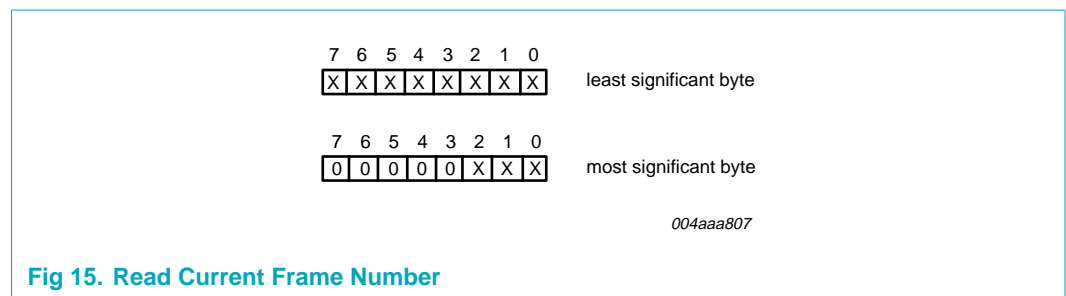 7 6 5 4 3 2 1 0
X X X X X X X X least significant byte
7 6 5 4 3 2 1 0
0 0 0 0 0 X X X most significant byte
004aaa807
Fig 15. Read Current Frame Number